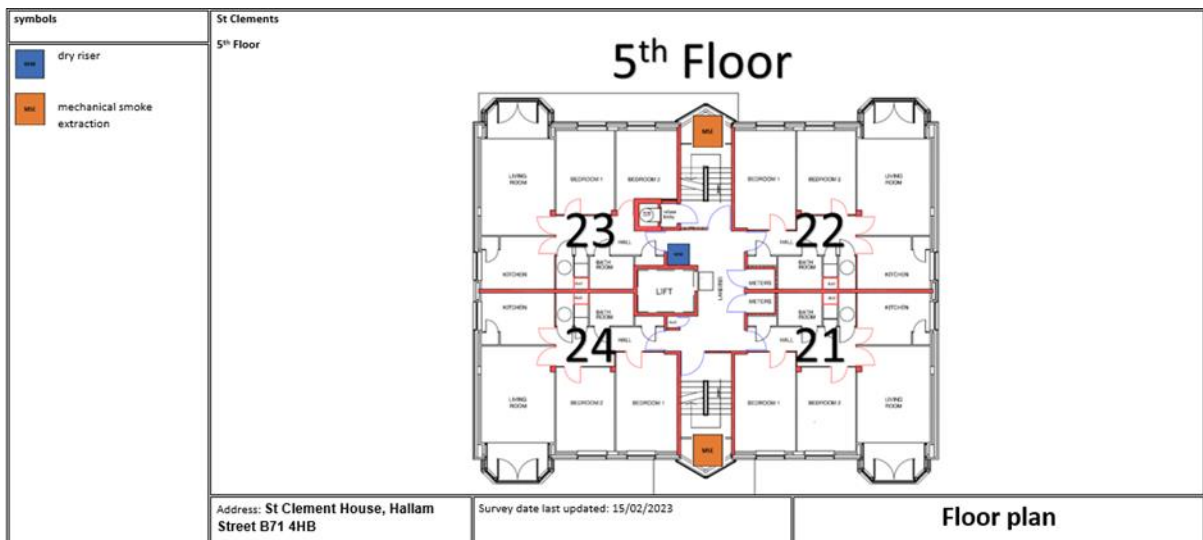 symbols
dry riser
MSE
mechanical smoke
extraction
St Clements
5th Floor
5th Floor
MSE
LIVING
ROOM
BEDROOM 1
BEDROOM 2
BEDROOM 1
BEDROOM 2
LIVING
ROOM
23
HALL
22
HALL
KITCHEN
BATH
ROOM
BATH
ROOM
KITCHEN
LIFT
LANDING
METERS
METERS
KITCHEN
BATH
ROOM
BATH
ROOM
KITCHEN
24
HALL
21
HALL
LIVING
ROOM
BEDROOM 2
BEDROOM 1
BEDROOM 1
BEDROOM 2
LIVING
ROOM
MSE
Address: St Clement House, Hallam
Street B71 4HB
Survey date last updated: 15/02/2023
Floor plan